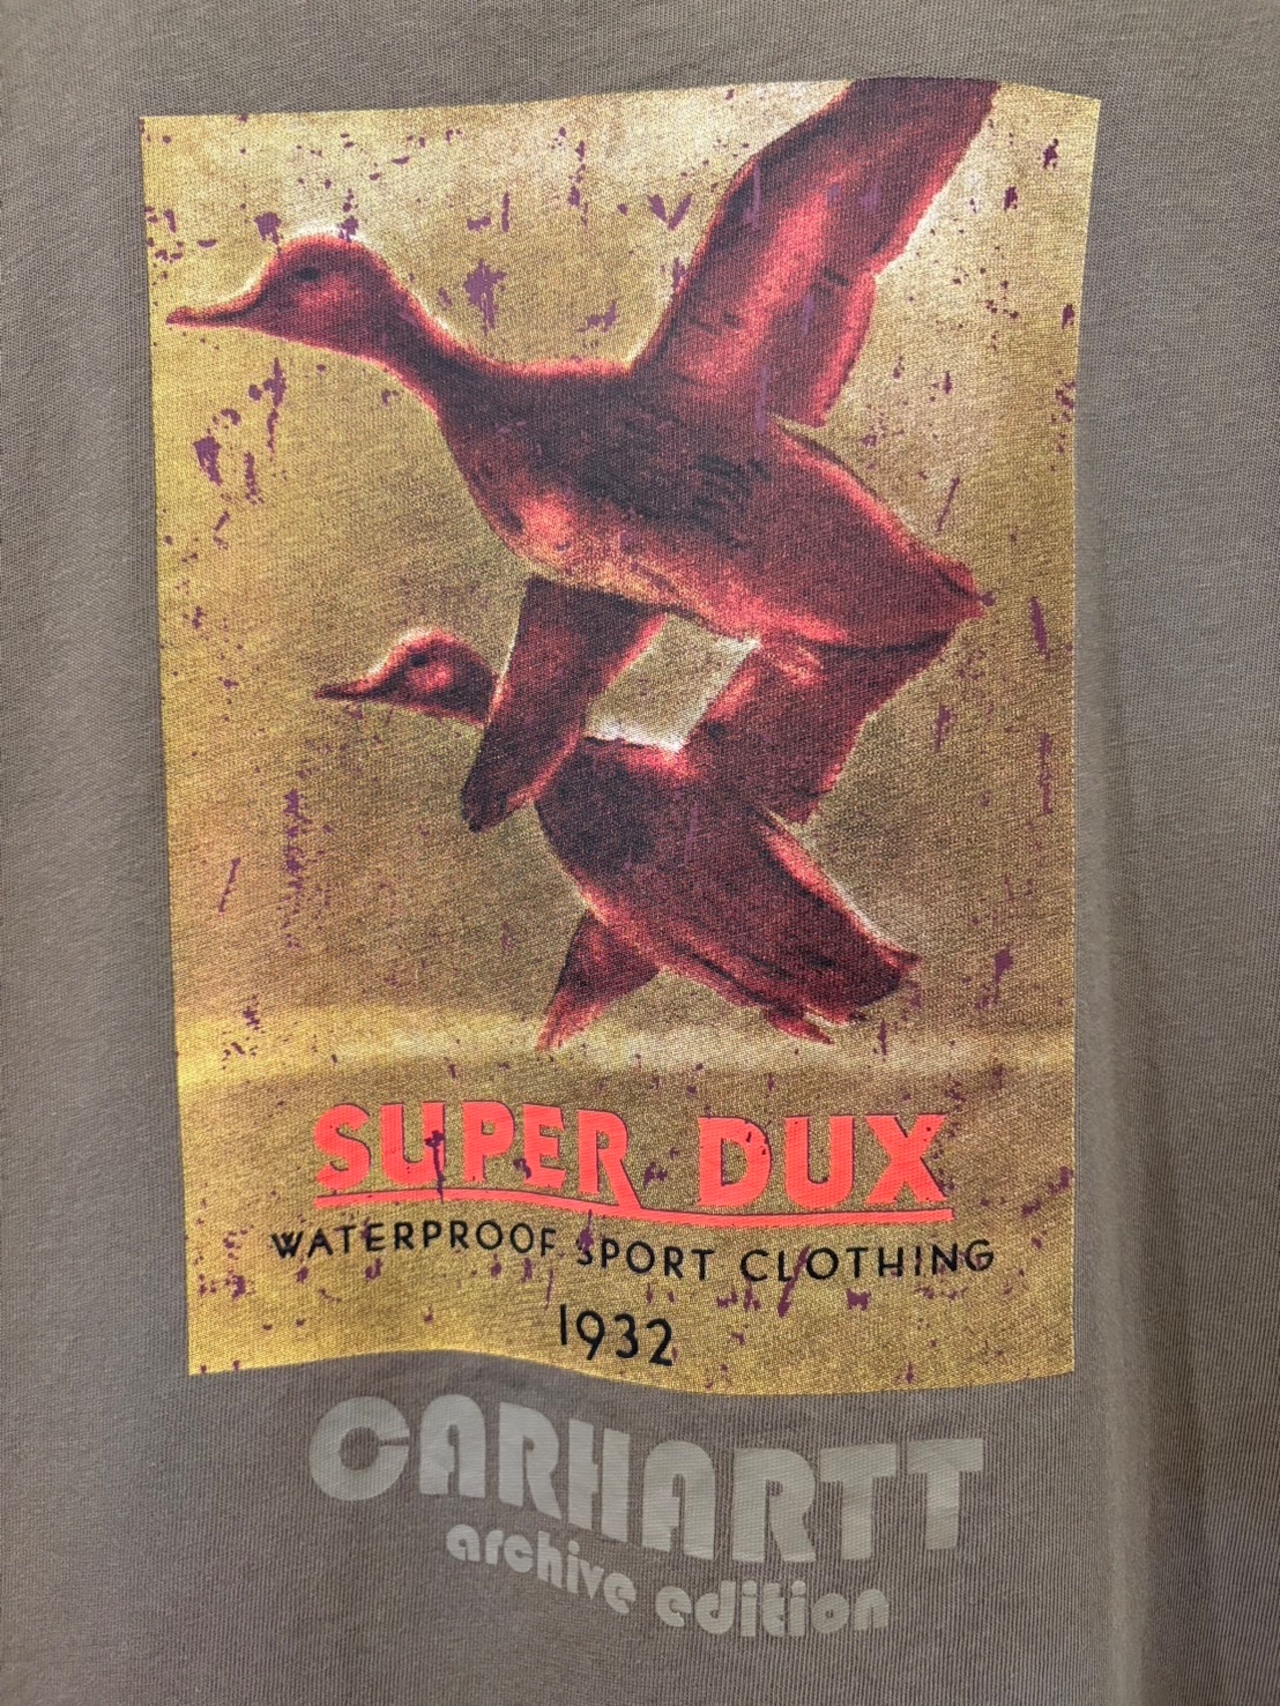 SUPER DUX
WATERPROOF SPORT CLOTHING
1932
CARHARTT
archive edition